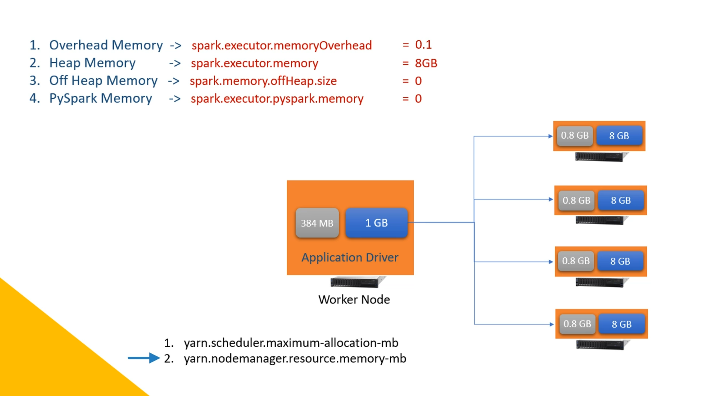 1. Overhead Memory -> spark.executor.memoryOverhead = 0.1
2. Heap Memory -> spark.executor.memory = 8GB
3. Off Heap Memory -> spark.memory.offHeap.size = 0
4. PySpark Memory -> spark.executor.pyspark.memory = 0
0.8 GB 8 GB
0.8 GB 8 GB
384 MB 1 GB
Application Driver
0.8 GB 8 GB
Worker Node
0.8 GB 8 GB
1. yarn.scheduler.maximum-allocation-mb
2. yarn.nodemanager.resource.memory-mb